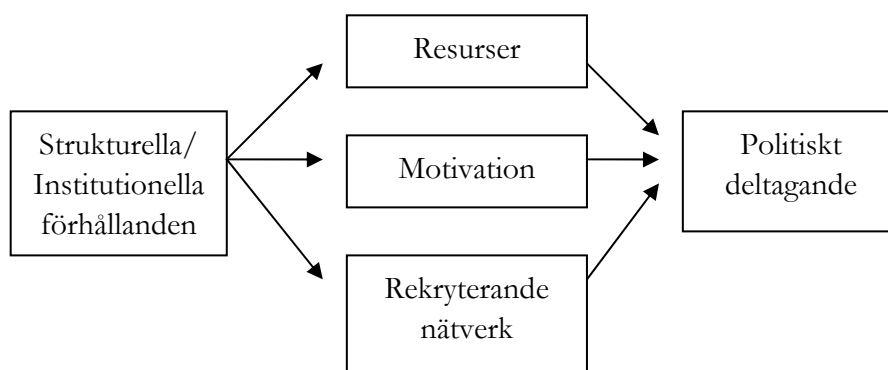 Strukturella/
Institutionella
förhållanden
Resurser
Motivation
Rekryterande
nätverk
Politiskt
deltagande